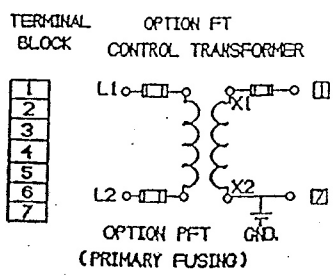 TERMINAL BLOCK
OPTION FT
CONTROL TRANSFORMER
1
2
3
4
5
6
7
L1
X1
1
L2
X2
7
GND.
OPTION PFT
(PRIMARY FUSING)